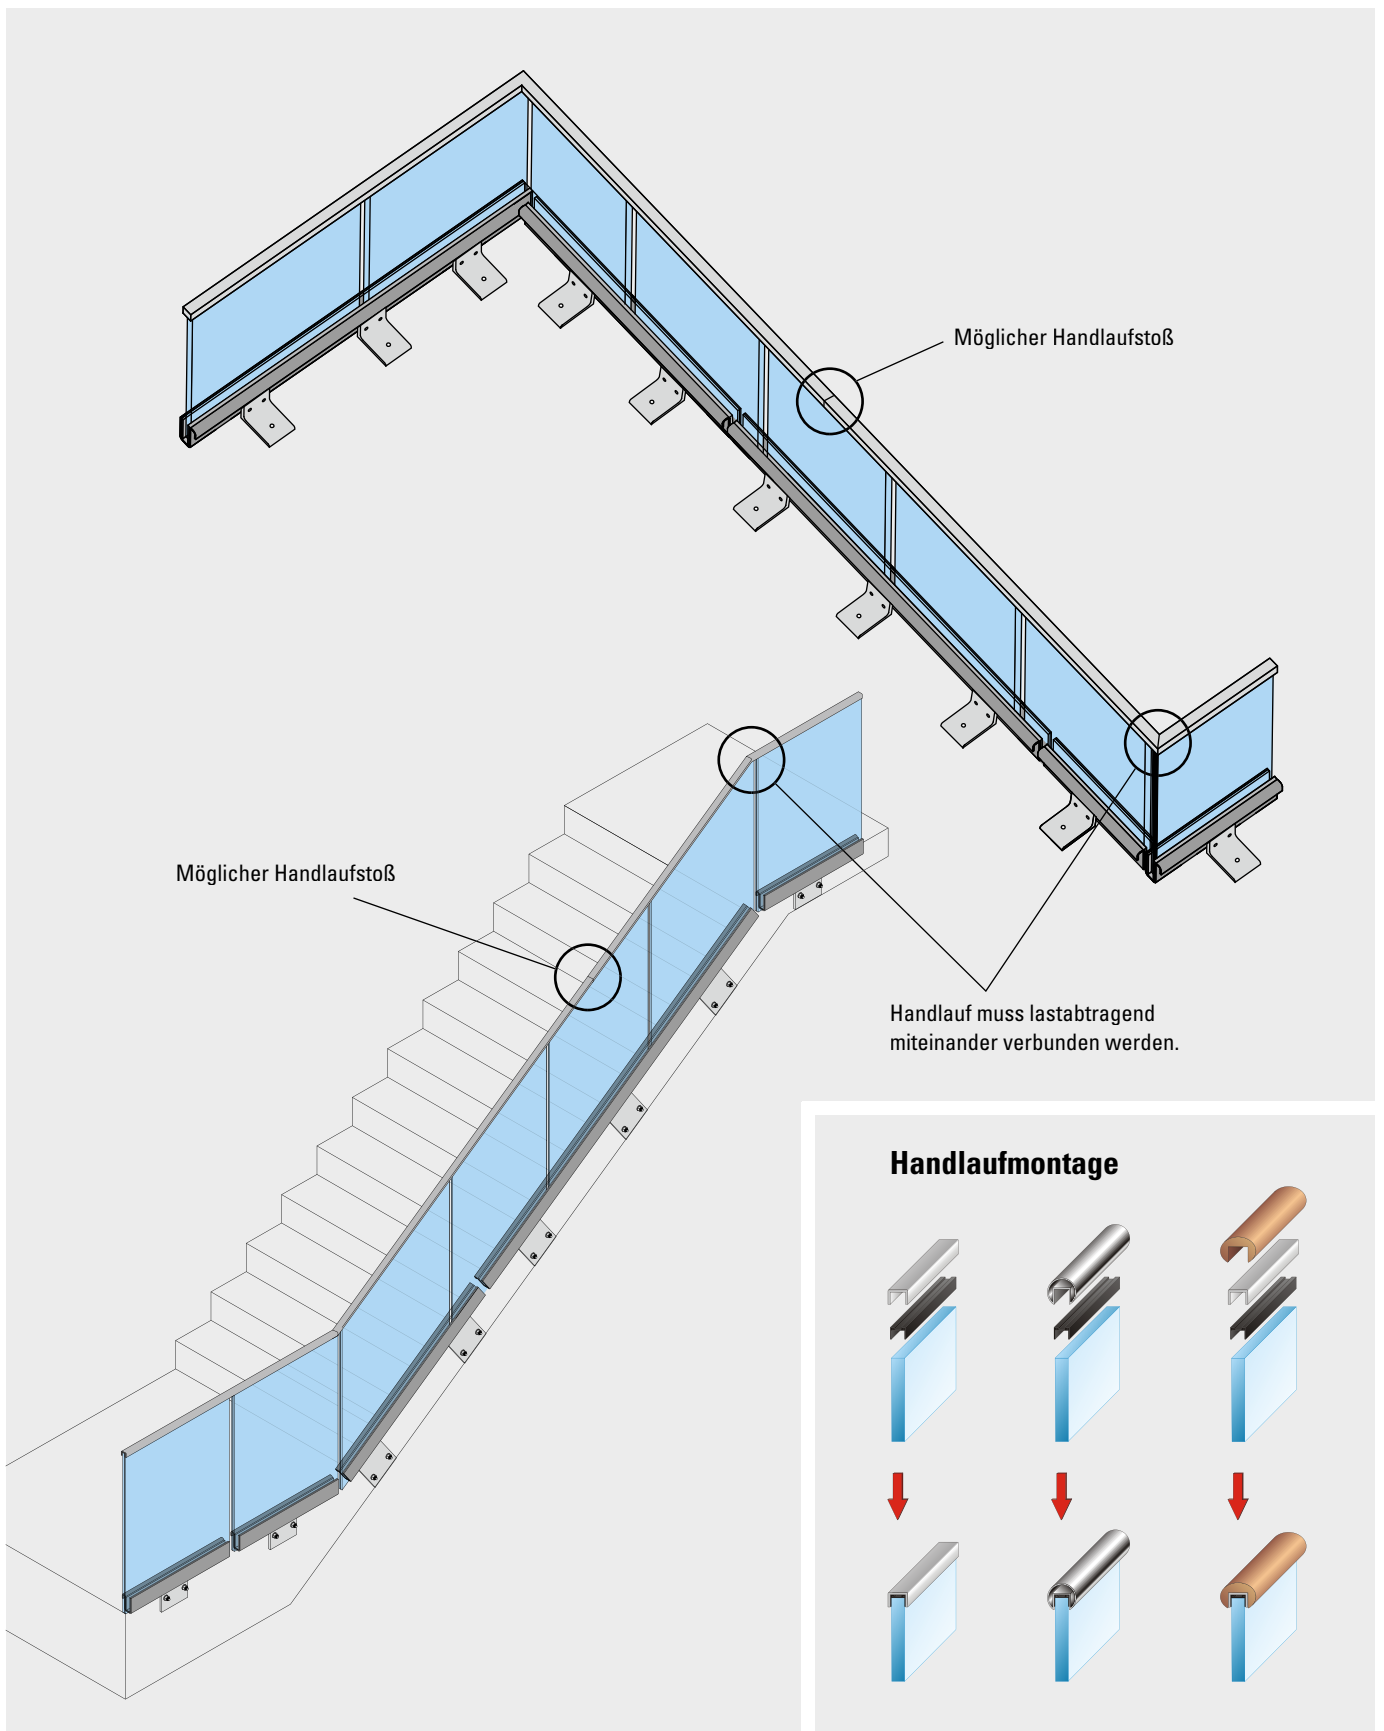 Möglicher Handlaufstoß
Möglicher Handlaufstoß
Handlauf muss lastabtragend
miteinander verbunden werden.
Handlaufmontage